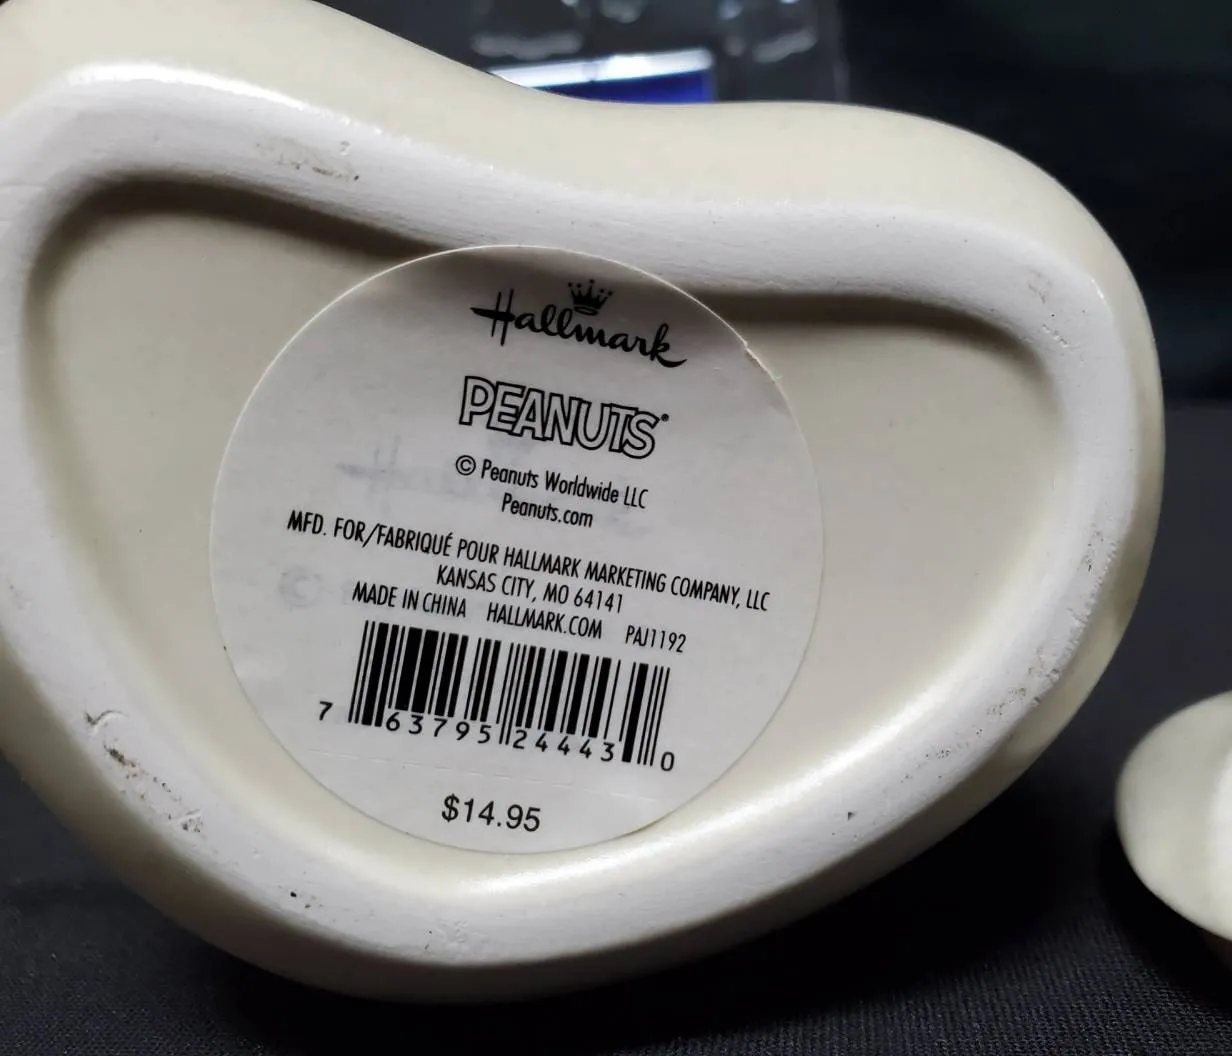 Hallmark
PEANUTS®
© Peanuts Worldwide LLC
Peanuts.com
MFD. FOR/FABRIQUÉ POUR HALLMARK MARKETING COMPANY, LLC
KANSAS CITY, MO 64141
MADE IN CHINA HALLMARK.COM PAJ1192
7 63795 24443 0
$14.95